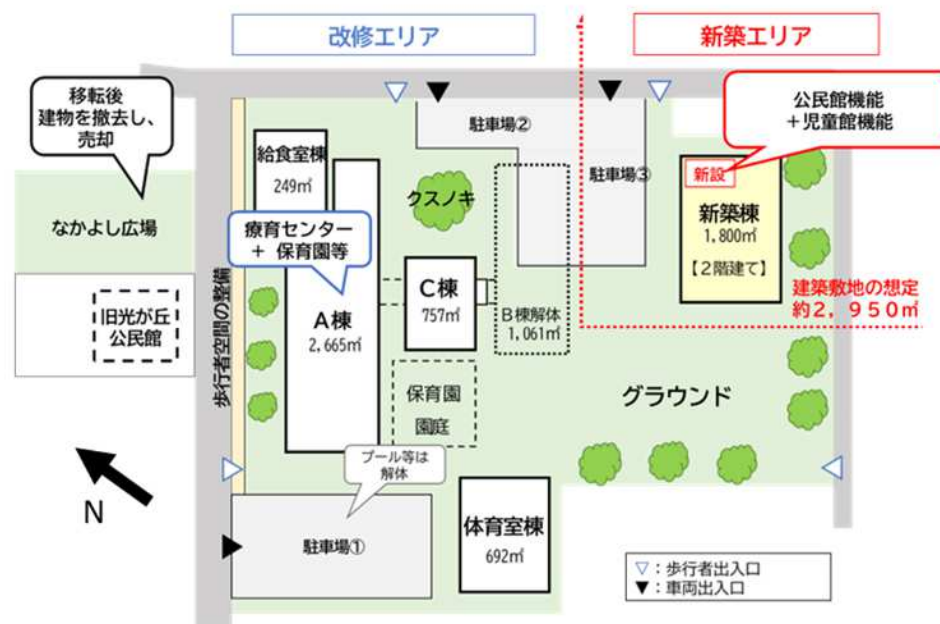 改修エリア
新築エリア
移転後
建物を撤去し、
売却
公民館機能
＋児童館機能
駐車場②
給食室棟
249㎡
駐車場③
新設
クスノキ
新築棟
1,800㎡
【２階建て】
なかよし広場
療育センター
＋ 保育園等
C棟
757㎡
B棟解体
1,061㎡
建築敷地の想定
約２，９５０㎡
旧光が丘
公民館
歩行者空間の整備
A棟
2,665㎡
保育園
園庭
グラウンド
プール等は
解体
N
駐車場①
体育室棟
692㎡
▽：歩行者出入口
▼：車両出入口